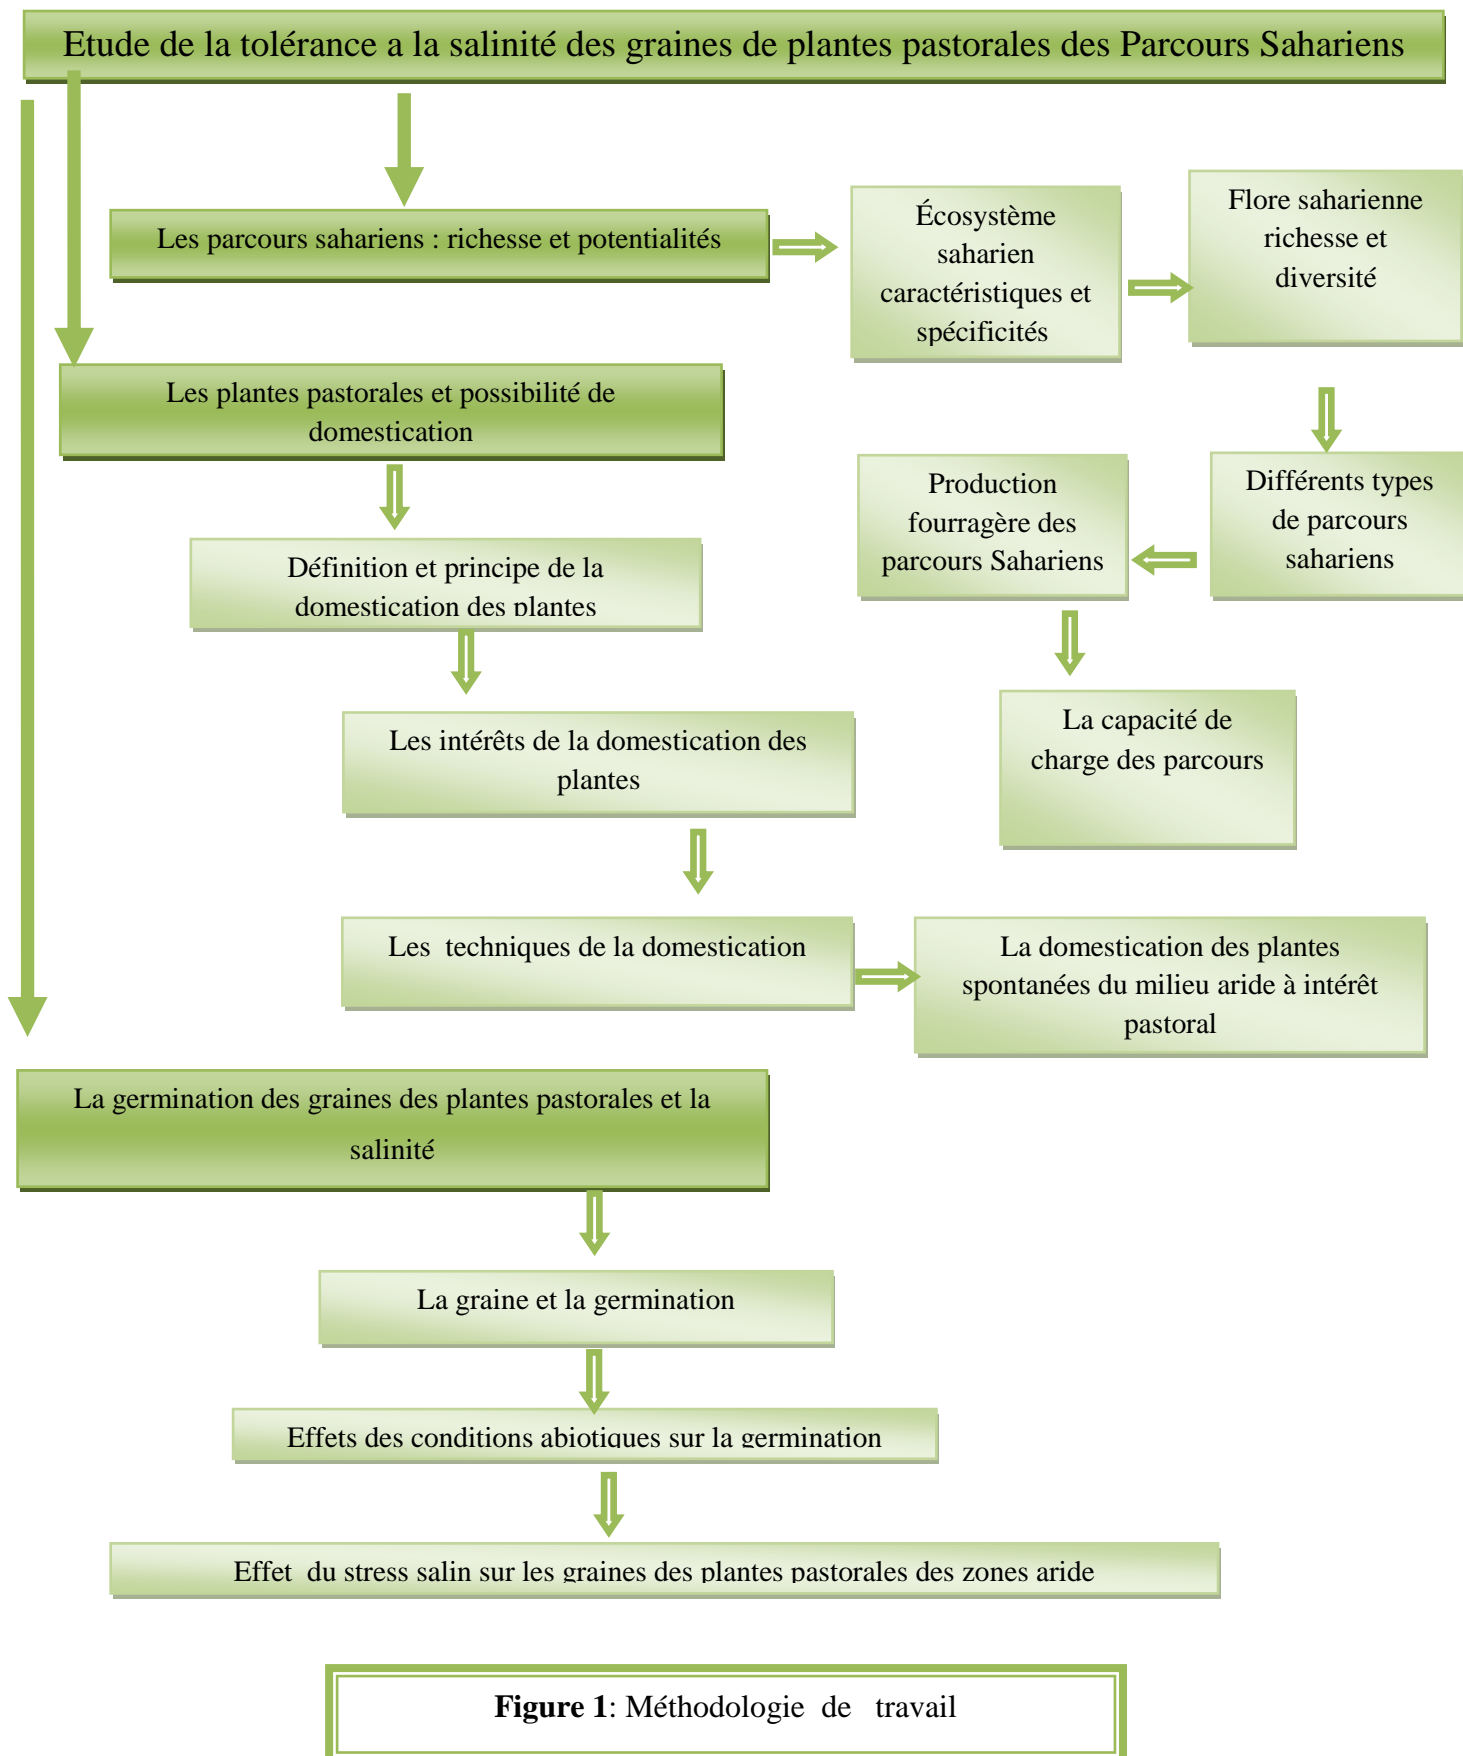 Etude de la tolérance a la salinité des graines de plantes pastorales des Parcours Sahariens
Les parcours sahariens : richesse et potentialités
Écosystème
saharien
caractéristiques et
spécificités
Flore saharienne
richesse et
diversité
Les plantes pastorales et possibilité de
domestication
Différents types
de parcours
sahariens
Production
fourragère des
parcours Sahariens
La capacité de
charge des parcours
Définition et principe de la
domestication des plantes
Les intérêts de la domestication des
plantes
Les  techniques de la domestication
La domestication des plantes
spontanées du milieu aride à intérêt
pastoral
La germination des graines des plantes pastorales et la
salinité
La graine et la germination
Effets des conditions abiotiques sur la germination
Effet  du stress salin sur les graines des plantes pastorales des zones aride
Figure 1: Méthodologie  de   travail